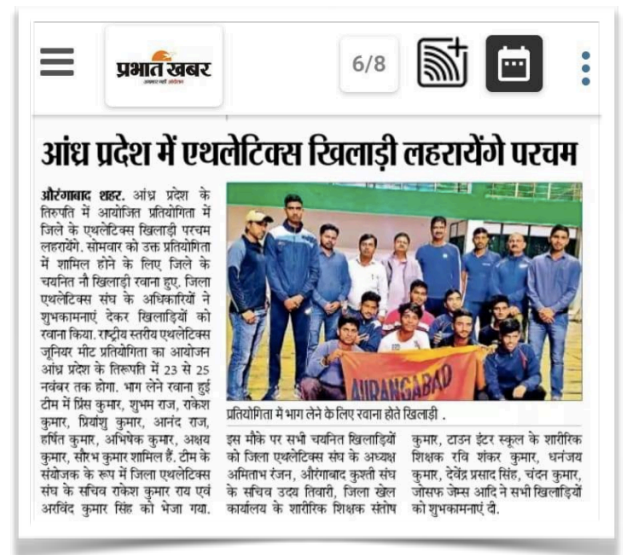 प्रभात खबर
6/8
आंध्र प्रदेश में एथलेटिक्स खिलाड़ी लहरायेंगे परचम
औरंगाबाद शहर. आंध्र प्रदेश के
तिरुपति में आयोजित प्रतियोगिता में
जिले के एथलेटिक्स खिलाड़ी परचम
लहरायेंगे. सोमवार को उक्त प्रतियोगिता
में शामिल होने के लिए जिले के
चयनित नौ खिलाड़ी रवाना हुए. जिला
एथलेटिक्स संघ के अधिकारियों ने
शुभकामनाएं देकर खिलाड़ियों को
रवाना किया. राष्ट्रीय स्तरीय एथलेटिक्स
जूनियर मीट प्रतियोगिता का आयोजन
आंध्र प्रदेश के तिरूपति में 23 से 25
नवंबर तक होगा. भाग लेने रवाना हुई
टीम में प्रिंस कुमार, शुभम राज, राकेश
कुमार, प्रियांशु कुमार, आनंद राज,
हर्षित कुमार, अभिषेक कुमार, अक्षय
कुमार, सौरभ कुमार शामिल हैं. टीम के
संयोजक के रूप में जिला एथलेटिक्स
संघ के सचिव राकेश कुमार राय एवं
अरविंद कुमार सिंह को भेजा गया.
AURANGABAD
प्रतियोगिता में भाग लेने के लिए रवाना होते खिलाड़ी .
इस मौके पर सभी चयनित खिलाड़ियों
को जिला एथलेटिक्स संघ के अध्यक्ष
अमिताभ रंजन, औरंगाबाद कुश्ती संघ
के सचिव उदय तिवारी, जिला खेल
कार्यालय के शारीरिक शिक्षक संतोष
कुमार, टाउन इंटर स्कूल के शारीरिक
शिक्षक रवि शंकर कुमार, धनंजय
कुमार, देवेंद्र प्रसाद सिंह, चंदन कुमार,
जोसफ जेम्स आदि ने सभी खिलाड़ियों
को शुभकामनाएं दी.